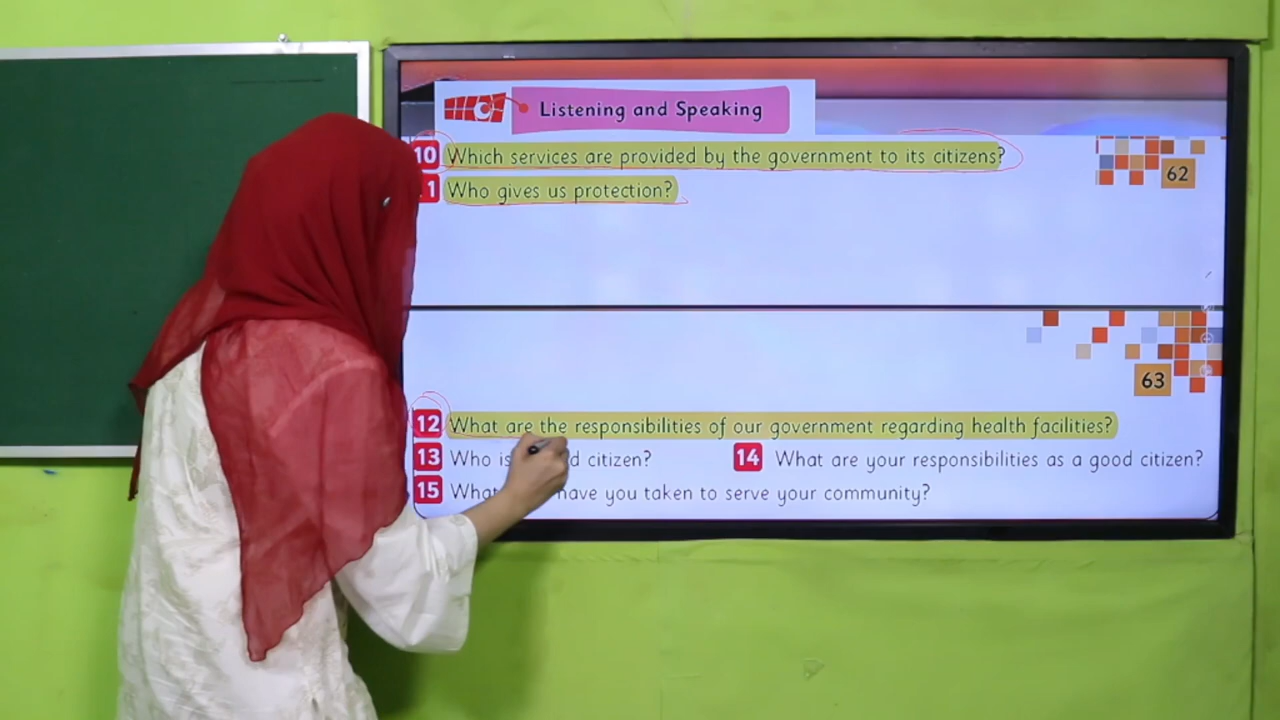 Listening and Speaking
10 Which services are provided by the government to its citizens?
62
1 Who gives us protection?
63
12 What are the responsibilities of our government regarding health facilities?
13 Who is d citizen? 14 What are your responsibilities as a good citizen?
15 What have you taken to serve your community?